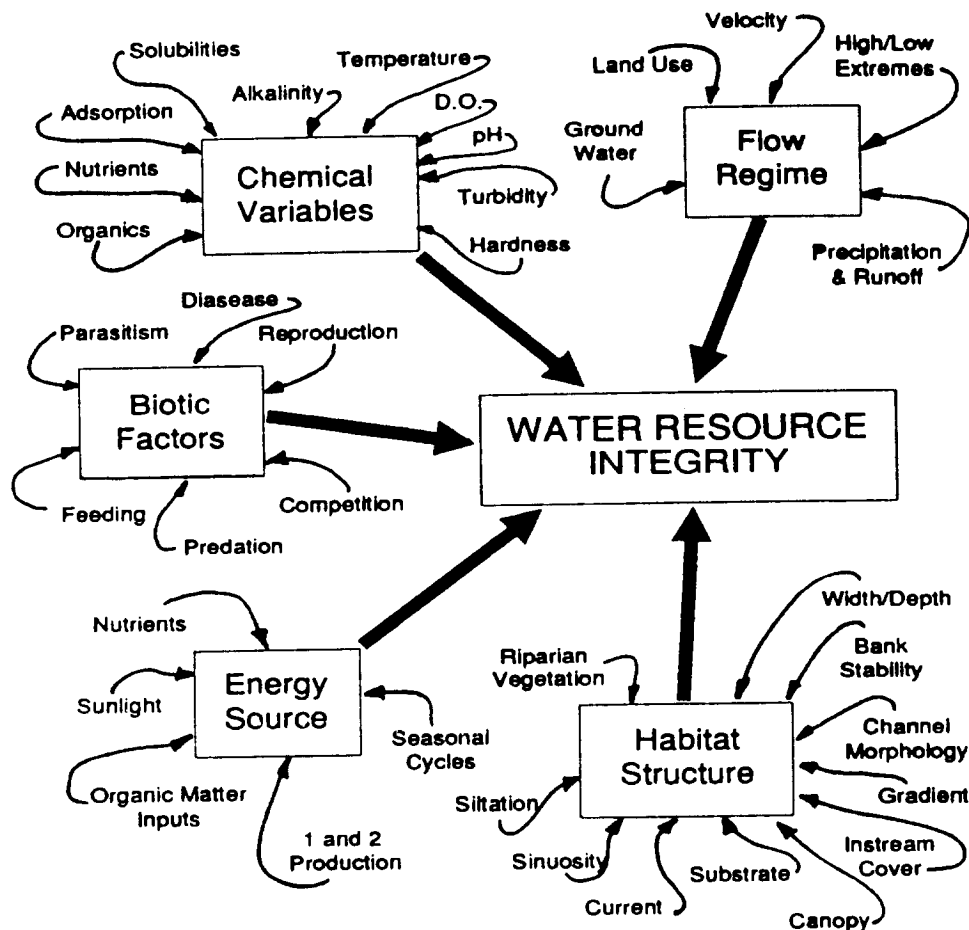 Solubilities
Temperature
Alkalinity
Adsorption
D.O.
pH
Nutrients
Chemical
Variables
Turbidity
Organics
Hardness
Velocity
Land Use
High/Low
Extremes
Ground
Water
Flow
Regime
Precipitation
& Runoff
Diasease
Parasitism
Reproduction
Biotic
Factors
Feeding
Competition
Predation
WATER RESOURCE
INTEGRITY
Nutrients
Sunlight
Energy
Source
Seasonal
Cycles
Organic Matter
Inputs
1 and 2
Production
Width/Depth
Riparian
Vegetation
Bank
Stability
Habitat
Structure
Channel
Morphology
Siltation
Gradient
Sinuosity
Instream
Cover
Substrate
Current
Canopy